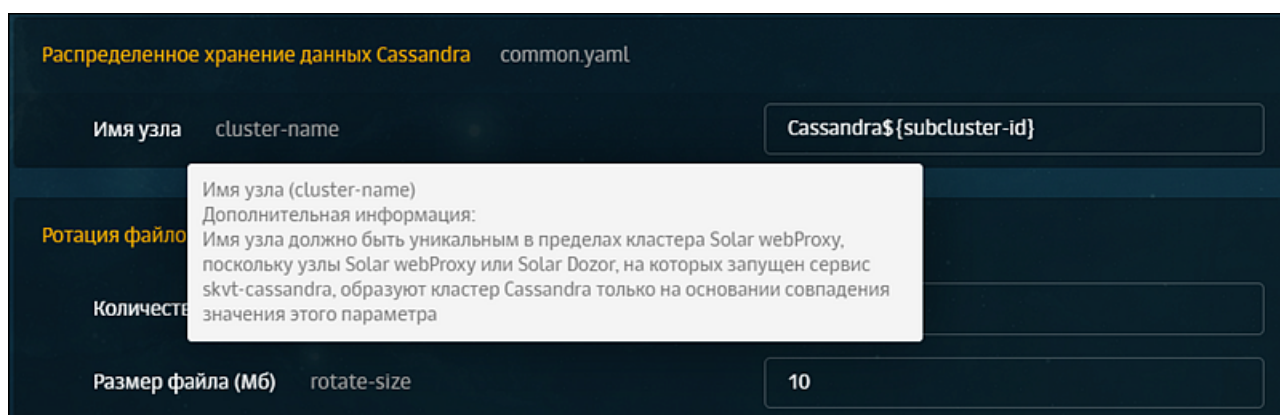 Распределенное хранение данных Cassandra common.yaml
Имя узла cluster-name Cassandra${subcluster-id}
Имя узла (cluster-name)
Дополнительная информация:
Имя узла должно быть уникальным в пределах кластера Solar webProxy,
поскольку узлы Solar webProxy или Solar Dozor, на которых запущен сервис
skvt-cassandra, образуют кластер Cassandra только на основании совпадения
значения этого параметра
Ротация файло
Количеств
Размер файла (Мб) rotate-size 10